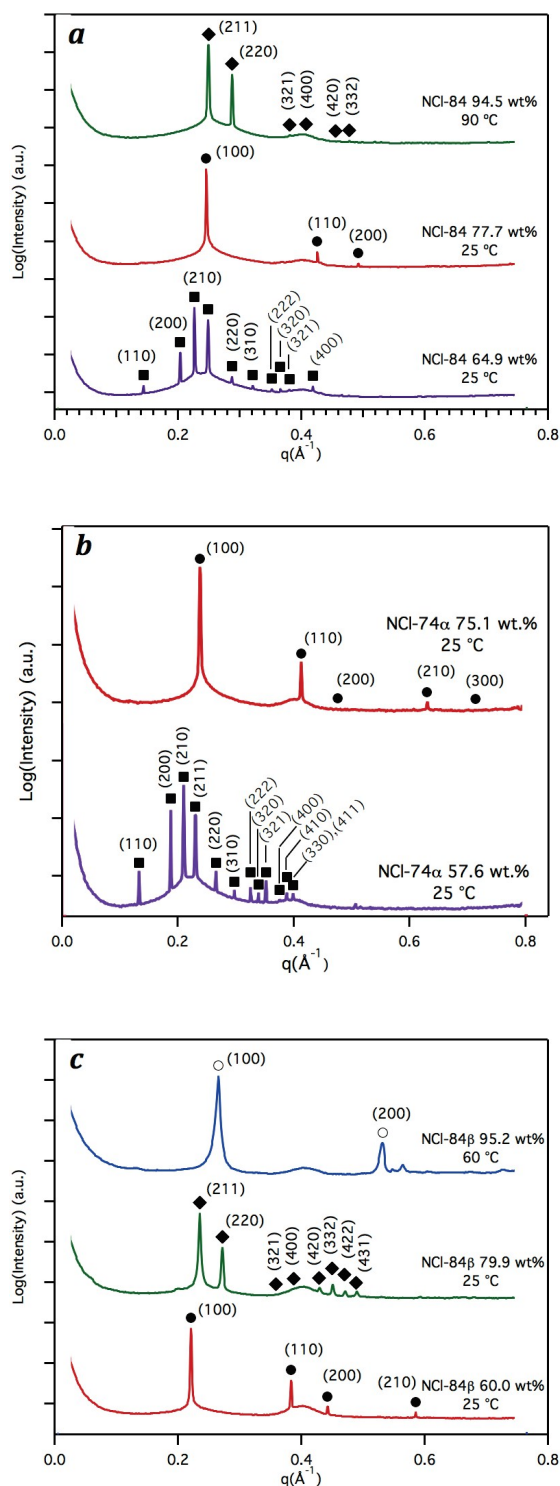 a
(211)
(220)
(321)
(400)
(420)
(332)
NCl-84 94.5 wt%
90 °C
(100)
(110)
(200)
NCl-84 77.7 wt%
25 °C
(210)
(200)
(110)
(220)
(310)
(222)
(320)
(321)
(400)
NCl-84 64.9 wt%
25 °C
Log(Intensity) (a.u.)
0.0 0.2 0.4 0.6 0.8
q(Å⁻¹)
b
(100)
(110)
(200)
(210)
(300)
NCl-74α 75.1 wt.%
25 °C
(110)
(200)
(210)
(211)
(220)
(310)
(222)
(320)
(321)
(400)
(410)
(330),(411)
NCl-74α 57.6 wt.%
25 °C
Log(Intensity) (a.u.)
0.0 0.2 0.4 0.6 0.8
q(Å⁻¹)
c
(100)
(200)
NCl-84β 95.2 wt%
60 °C
(211)
(220)
(321)
(400)
(420)
(332)
(422)
(431)
NCl-84β 79.9 wt%
25 °C
(100)
(110)
(200)
(210)
NCl-84β 60.0 wt%
25 °C
Log(Intensity) (a.u.)
0.0 0.2 0.4 0.6 0.8
q(Å⁻¹)